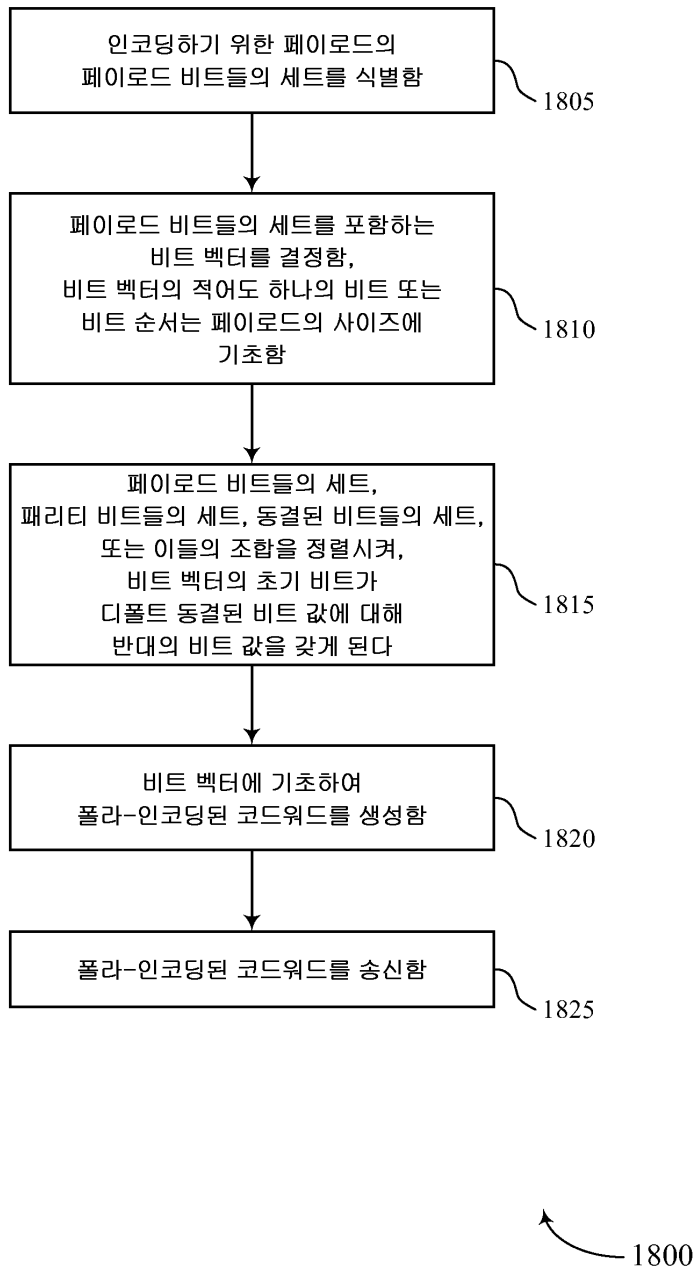 인코딩하기 위한 페이로드의
페이로드 비트들의 세트를 식별함
1805
페이로드 비트들의 세트를 포함하는
비트 벡터를 결정함,
비트 벡터의 적어도 하나의 비트 또는
비트 순서는 페이로드의 사이즈에
기초함
1810
페이로드 비트들의 세트,
패리티 비트들의 세트, 동결된 비트들의 세트,
또는 이들의 조합을 정렬시켜,
비트 벡터의 초기 비트가
디폴트 동결된 비트 값에 대해
반대의 비트 값을 갖게 된다
1815
비트 벡터에 기초하여
폴라-인코딩된 코드워드를 생성함
1820
폴라-인코딩된 코드워드를 송신함
1825
1800